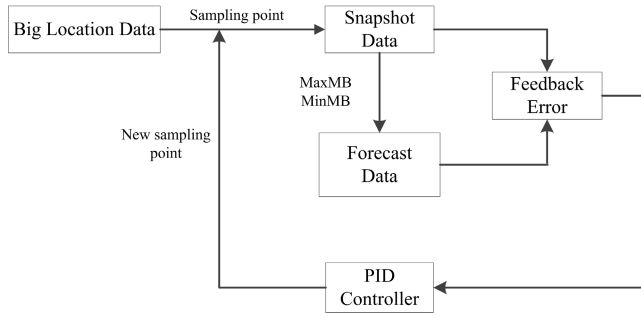 Sampling point
Big Location Data
Snapshot
Data
MaxMB
MinMB
Feedback
Error
New sampling
point
Forecast
Data
PID
Controller